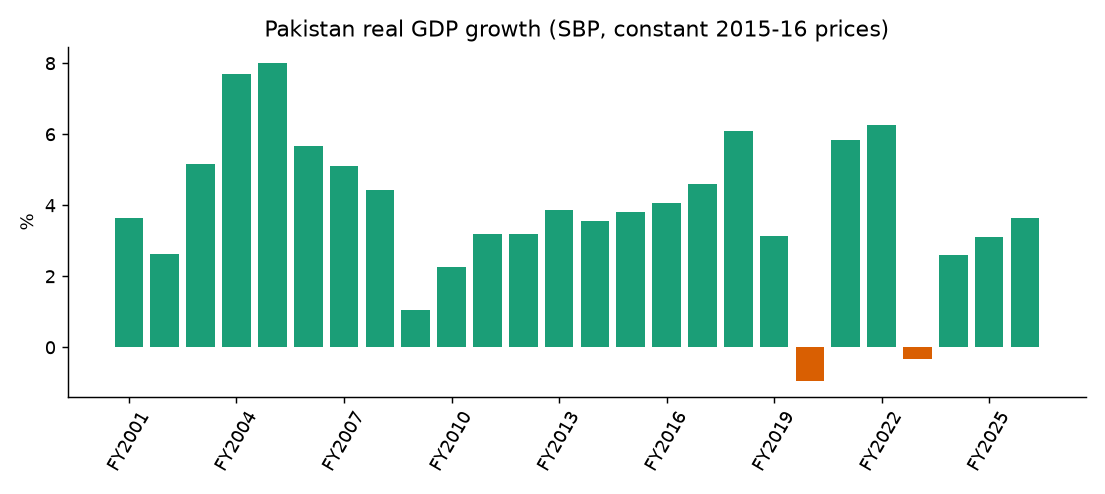 Pakistan real GDP growth (SBP, constant 2015-16 prices)
%
8
6
4
2
0
FY2001
FY2004
FY2007
FY2010
FY2013
FY2016
FY2019
FY2022
FY2025